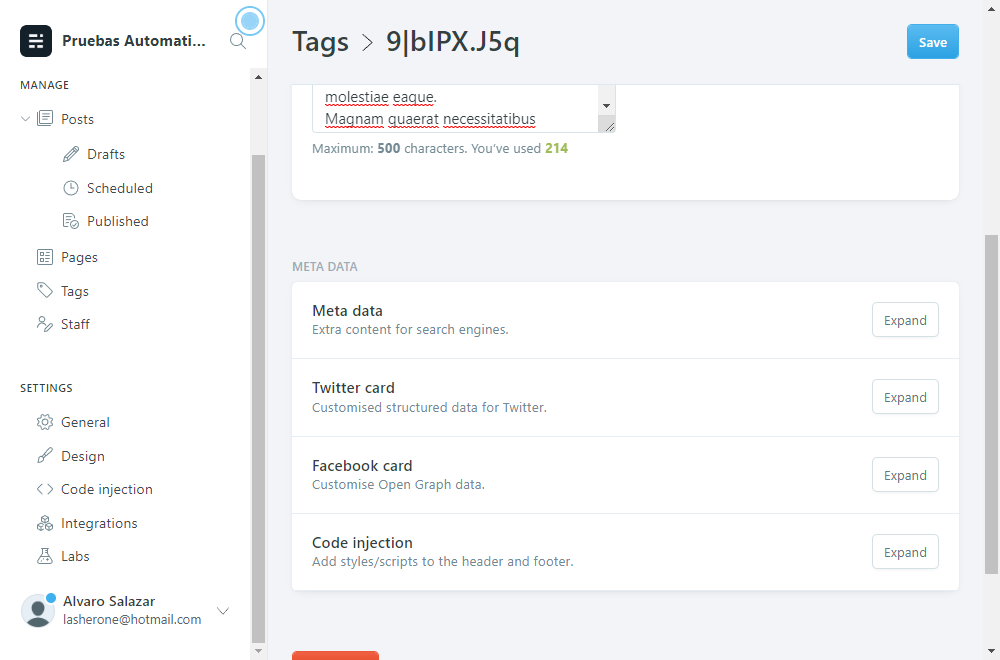 Pruebas Automati...
MANAGE
Posts
Drafts
Scheduled
Published
Pages
Tags
Staff
SETTINGS
General
Design
Code injection
Integrations
Labs
Alvaro Salazar
lasherone@hotmail.com
Tags > 9|bIPX.J5q
Save
molestiae eaque.
Magnam quaerat necessitatibus
Maximum: 500 characters. You've used 214
META DATA
Meta data
Extra content for search engines.
Expand
Twitter card
Customised structured data for Twitter.
Expand
Facebook card
Customise Open Graph data.
Expand
Code injection
Add styles/scripts to the header and footer.
Expand